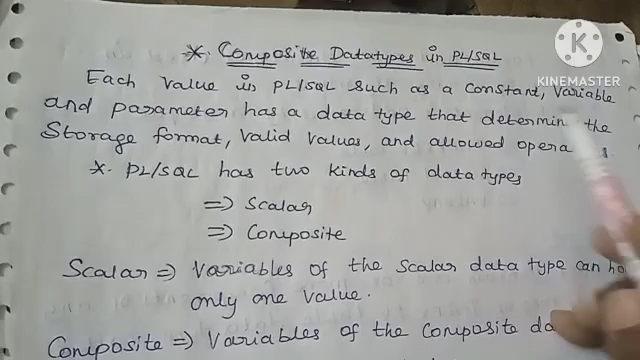 * Composite Datatypes in PL/SQL
Each value in PL/SQL such as a constant, variable
and parameter has a data type that determin the
Storage format, valid values, and allowed opera
* PL/SQL has two kinds of data types
⇒ Scalar
⇒ Composite
Scalar ⇒ Variables of the Scalar data type can ho
only one value.
Composite ⇒ Variables of the Composite da
KINEMASTER